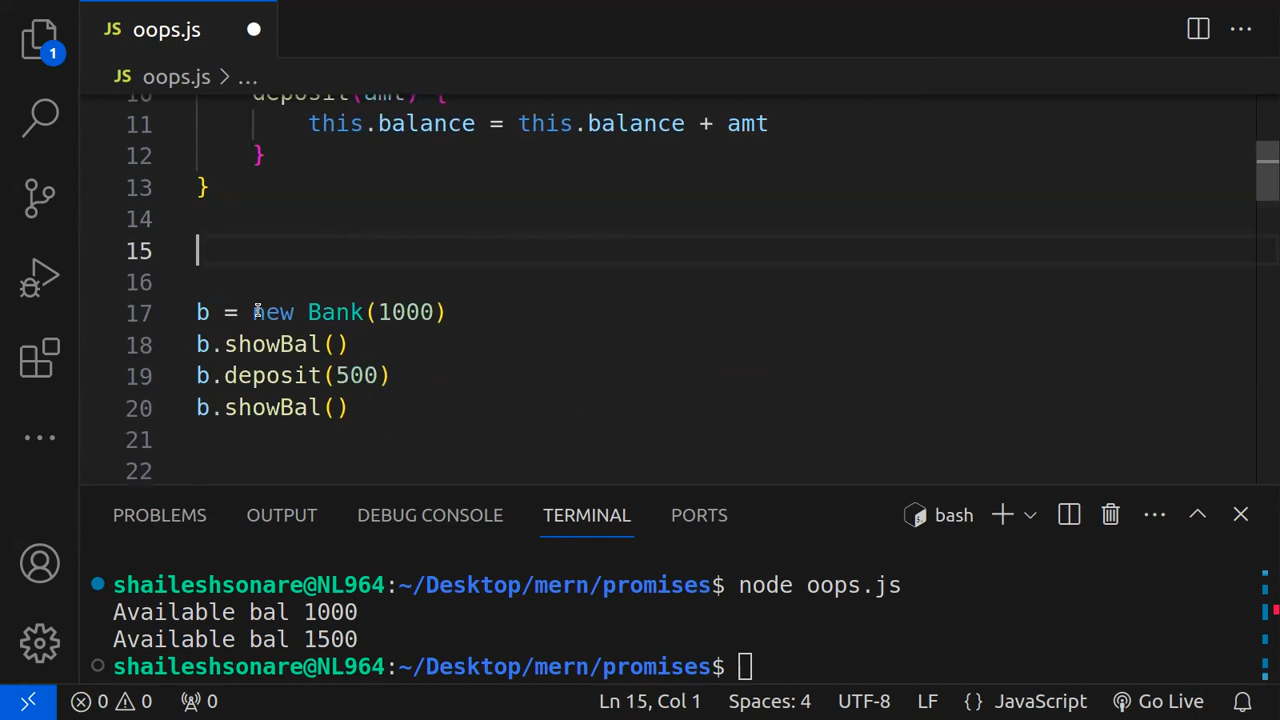 JS oops.js
1
JS oops.js > ...
10 deposit(amt) {
11 this.balance = this.balance + amt
12 }
13 }
14
15
16
17 b = new Bank(1000)
18 b.showBal()
19 b.deposit(500)
20 b.showBal()
21
22
PROBLEMS OUTPUT DEBUG CONSOLE TERMINAL PORTS bash
shaileshsonare@NL964:~/Desktop/mern/promises$ node oops.js
Available bal 1000
Available bal 1500
shaileshsonare@NL964:~/Desktop/mern/promises$
0 0 0 Ln 15, Col 1 Spaces: 4 UTF-8 LF {} JavaScript Go Live